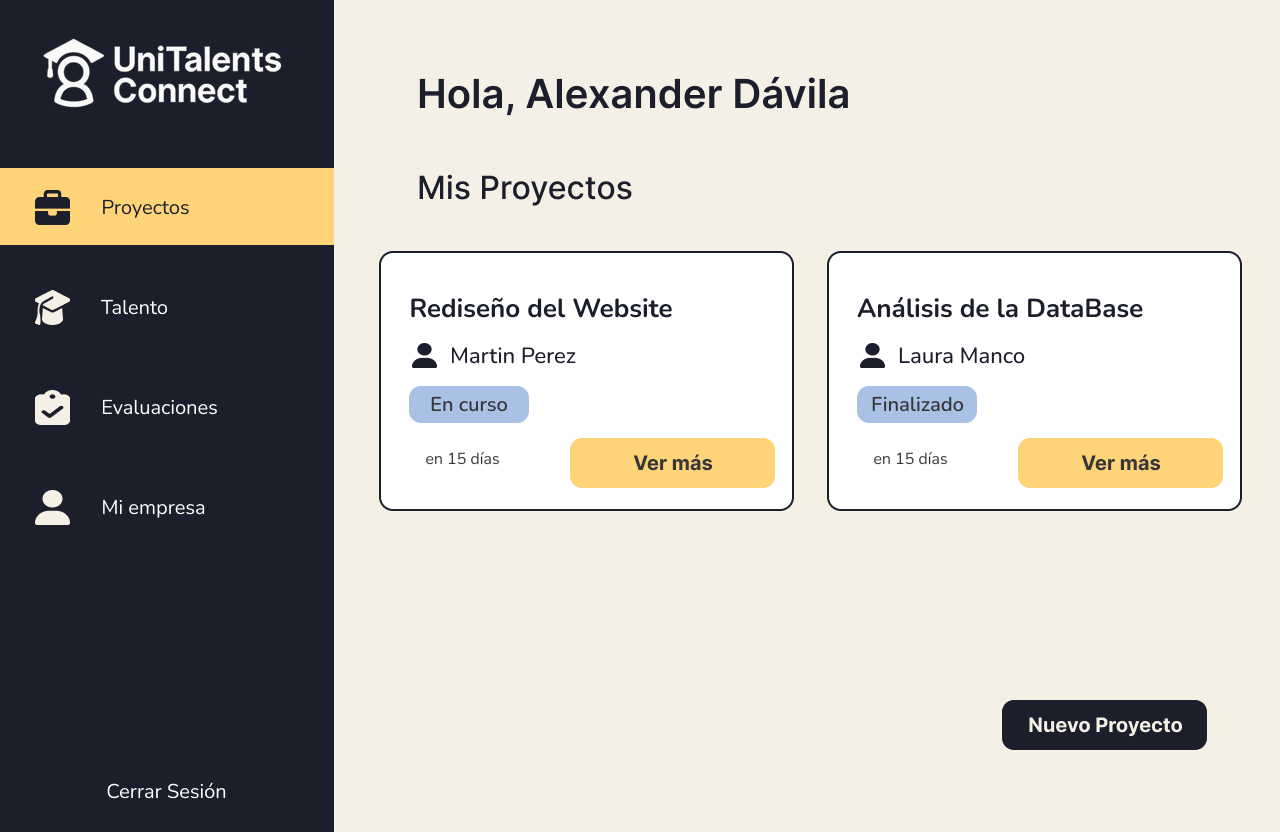 UniTalents
Connect
Proyectos
Talento
Evaluaciones
Mi empresa
Cerrar Sesión
Hola, Alexander Dávila
Mis Proyectos
Rediseño del Website
Martin Perez
En curso
en 15 días
Ver más
Análisis de la DataBase
Laura Manco
Finalizado
en 15 días
Ver más
Nuevo Proyecto